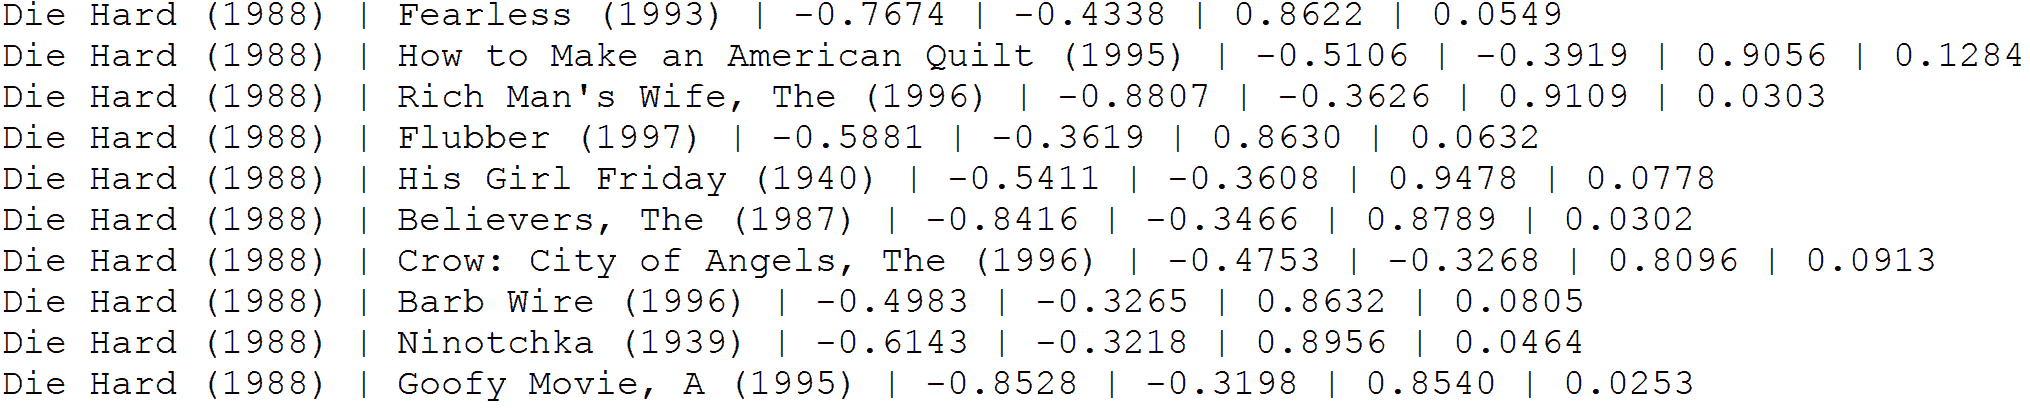 Die Hard (1988) | Fearless (1993) | -0.7674 | -0.4338 | 0.8622 | 0.0549
Die Hard (1988) | How to Make an American Quilt (1995) | -0.5106 | -0.3919 | 0.9056 | 0.1284
Die Hard (1988) | Rich Man's Wife, The (1996) | -0.8807 | -0.3626 | 0.9109 | 0.0303
Die Hard (1988) | Flubber (1997) | -0.5881 | -0.3619 | 0.8630 | 0.0632
Die Hard (1988) | His Girl Friday (1940) | -0.5411 | -0.3608 | 0.9478 | 0.0778
Die Hard (1988) | Believers, The (1987) | -0.8416 | -0.3466 | 0.8789 | 0.0302
Die Hard (1988) | Crow: City of Angels, The (1996) | -0.4753 | -0.3268 | 0.8096 | 0.0913
Die Hard (1988) | Barb Wire (1996) | -0.4983 | -0.3265 | 0.8632 | 0.0805
Die Hard (1988) | Ninotchka (1939) | -0.6143 | -0.3218 | 0.8956 | 0.0464
Die Hard (1988) | Goofy Movie, A (1995) | -0.8528 | -0.3198 | 0.8540 | 0.0253